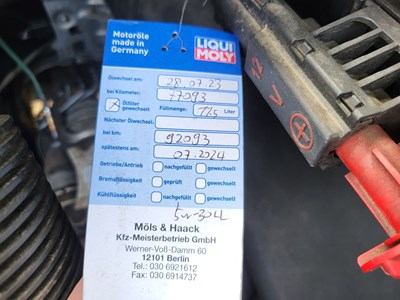 Motoröle
made in
Germany
LIQUI
MOLY
Ölwechsel am:
28.07.23
bei Kilometer:
77093
Ölfilter
gewechselt
Füllmenge:
Liter
Nächster Ölwechsel:
bei km:
92093
spätestens am:
07.2024
Getriebe/Antrieb nachgefüllt gewechselt
Bremsflüssigkeit geprüft gewechselt
Kühlflüssigkeit nachgefüllt gewechselt
5w-30LL
Möls & Haack
Kfz-Meisterbetrieb GmbH
Werner-Voß-Damm 60
12101 Berlin
Tel.: 030 6921612
Fax: 030 6914737